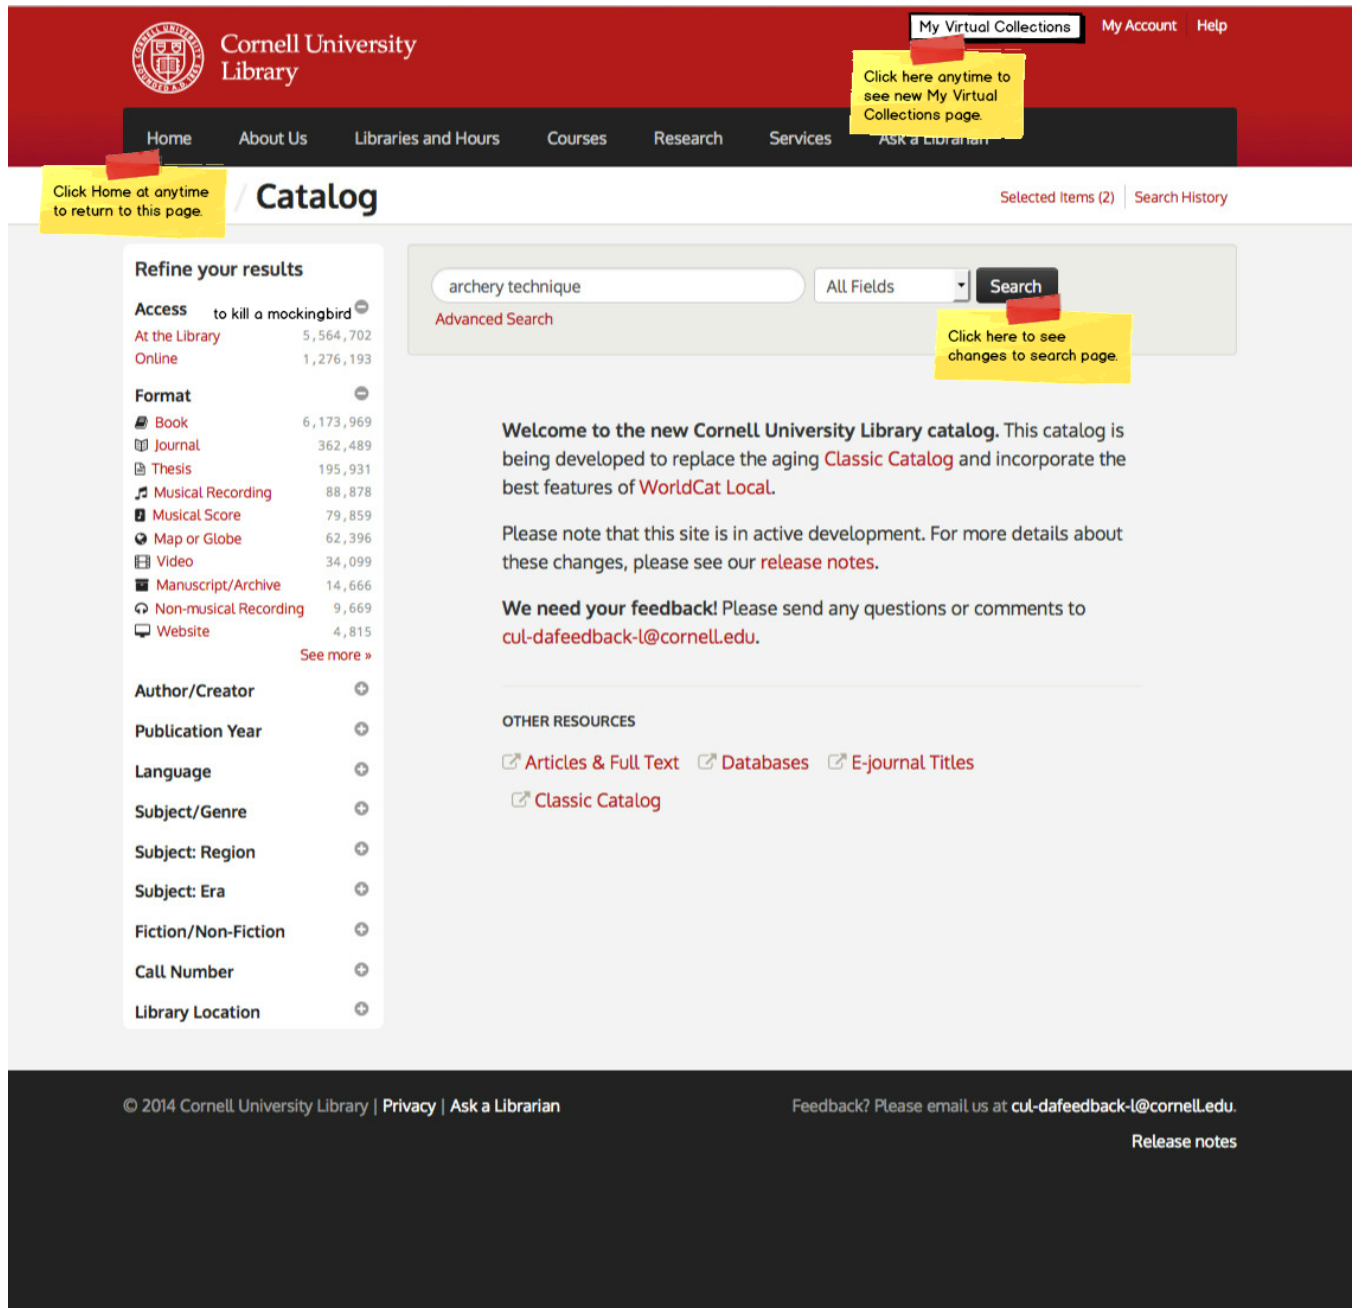 Cornell University
Library
My Virtual Collections
My Account
Help
Click here anytime to
see new My Virtual
Collections page.
Home
About Us
Libraries and Hours
Courses
Research
Services
Ask a Librarian
Click Home at anytime
to return to this page.
/ Catalog
Selected Items (2)
Search History
Refine your results
Access
to kill a mockingbird
At the Library 5,564,702
Online 1,276,193
Format
Book 6,173,969
Journal 362,489
Thesis 195,931
Musical Recording 88,878
Musical Score 79,859
Map or Globe 62,396
Video 34,099
Manuscript/Archive 14,666
Non-musical Recording 9,669
Website 4,815
See more »
Author/Creator
Publication Year
Language
Subject/Genre
Subject: Region
Subject: Era
Fiction/Non-Fiction
Call Number
Library Location
archery technique
All Fields
Search
Advanced Search
Click here to see
changes to search page.
Welcome to the new Cornell University Library catalog. This catalog is
being developed to replace the aging Classic Catalog and incorporate the
best features of WorldCat Local.
Please note that this site is in active development. For more details about
these changes, please see our release notes.
We need your feedback! Please send any questions or comments to
cul-dafeedback-l@cornell.edu.
OTHER RESOURCES
Articles & Full Text
Databases
E-journal Titles
Classic Catalog
© 2014 Cornell University Library | Privacy | Ask a Librarian
Feedback? Please email us at cul-dafeedback-l@cornell.edu.
Release notes